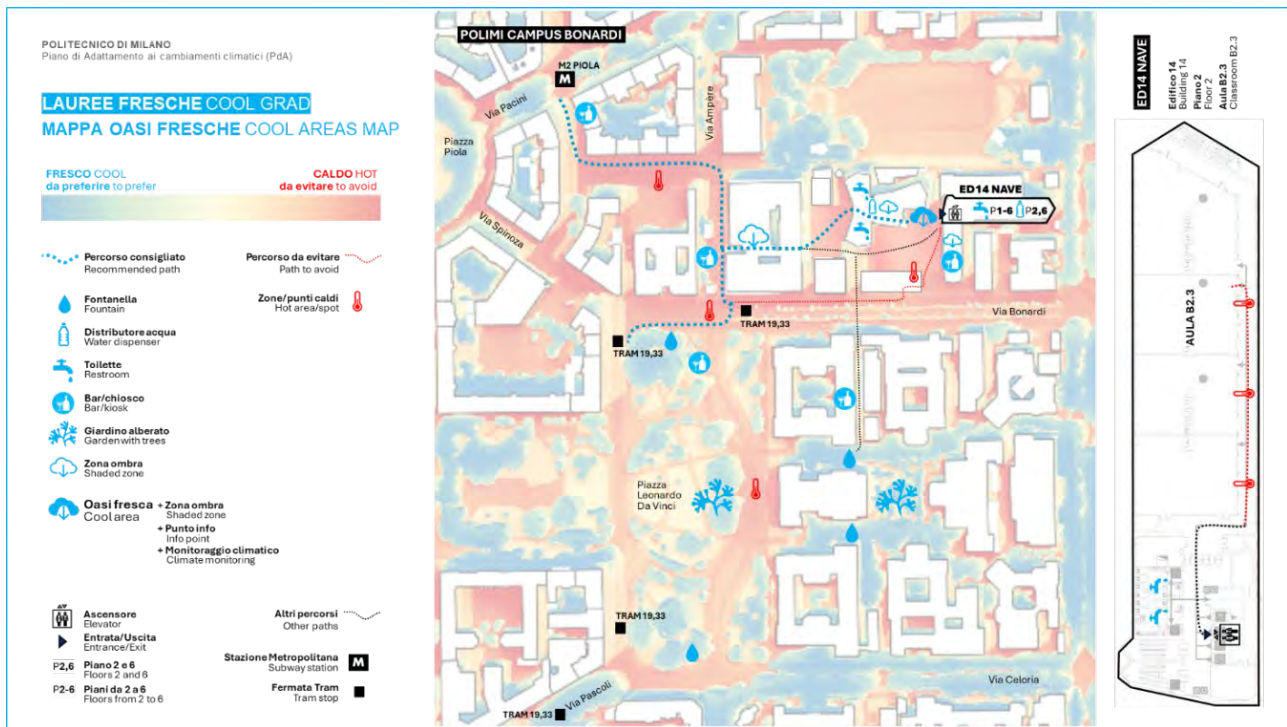 POLITECNICO DI MILANO
Piano di Adattamento ai cambiamenti climatici (PdA)
LAUREE FRESCHE COOL GRAD
MAPPA OASI FRESCHE COOL AREAS MAP
FRESCO COOL
da preferire to prefer
CALDO HOT
da evitare to avoid
Percorso consigliato
Recommended path
Percorso da evitare
Path to avoid
Fontanella
Fountain
Zone/punti caldi
Hot area/spot
Distributore acqua
Water dispenser
Toilette
Restroom
Bar/chiosco
Bar/kiosk
Giardino alberato
Garden with trees
Zona ombra
Shaded zone
Oasi fresca
Cool area
+ Zona ombra
Shaded zone
+ Punto info
Info point
+ Monitoraggio climatico
Climate monitoring
Ascensore
Elevator
Entrata/Uscita
Entrance/Exit
P2,6 Piano 2 e 6
Floors 2 and 6
P2-6 Piani da 2 a 6
Floors from 2 to 6
Altri percorsi
Other paths
Stazione Metropolitana
Subway station
M
Fermata Tram
Tram stop
POLIMI CAMPUS BONARDI
M2 PIOLA
M
Via Pacini
Piazza
Piola
Via Ampère
Via Spinoza
ED14 NAVE
P1-6 P2,6
TRAM 19,33
Via Bonardi
TRAM 19,33
Piazza
Leonardo
Da Vinci
TRAM 19,33
Via Celoria
Via Pascoli
TRAM 19,33
ED14 NAVE
Edifico 14
Building 14
Piano 2
Floor 2
Aula B2.3
Classroom B2.3
AULA B2.3